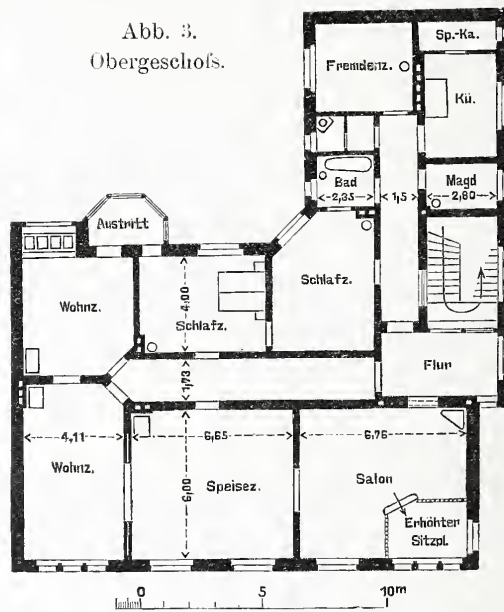 Abb. 3.
Obergeschoſs.
Sp.-Ka.
Fremdenz.
Kü.
Bad
2,35
1,5
Magd
2,80
Austritt
Wohnz.
4,00
Schlafz.
Schlafz.
Flur
1,73
4,11
Wohnz.
6,65
6,00
Speisez.
6,76
Salon
Erhöhter
Sitzpl.
0 5 10m